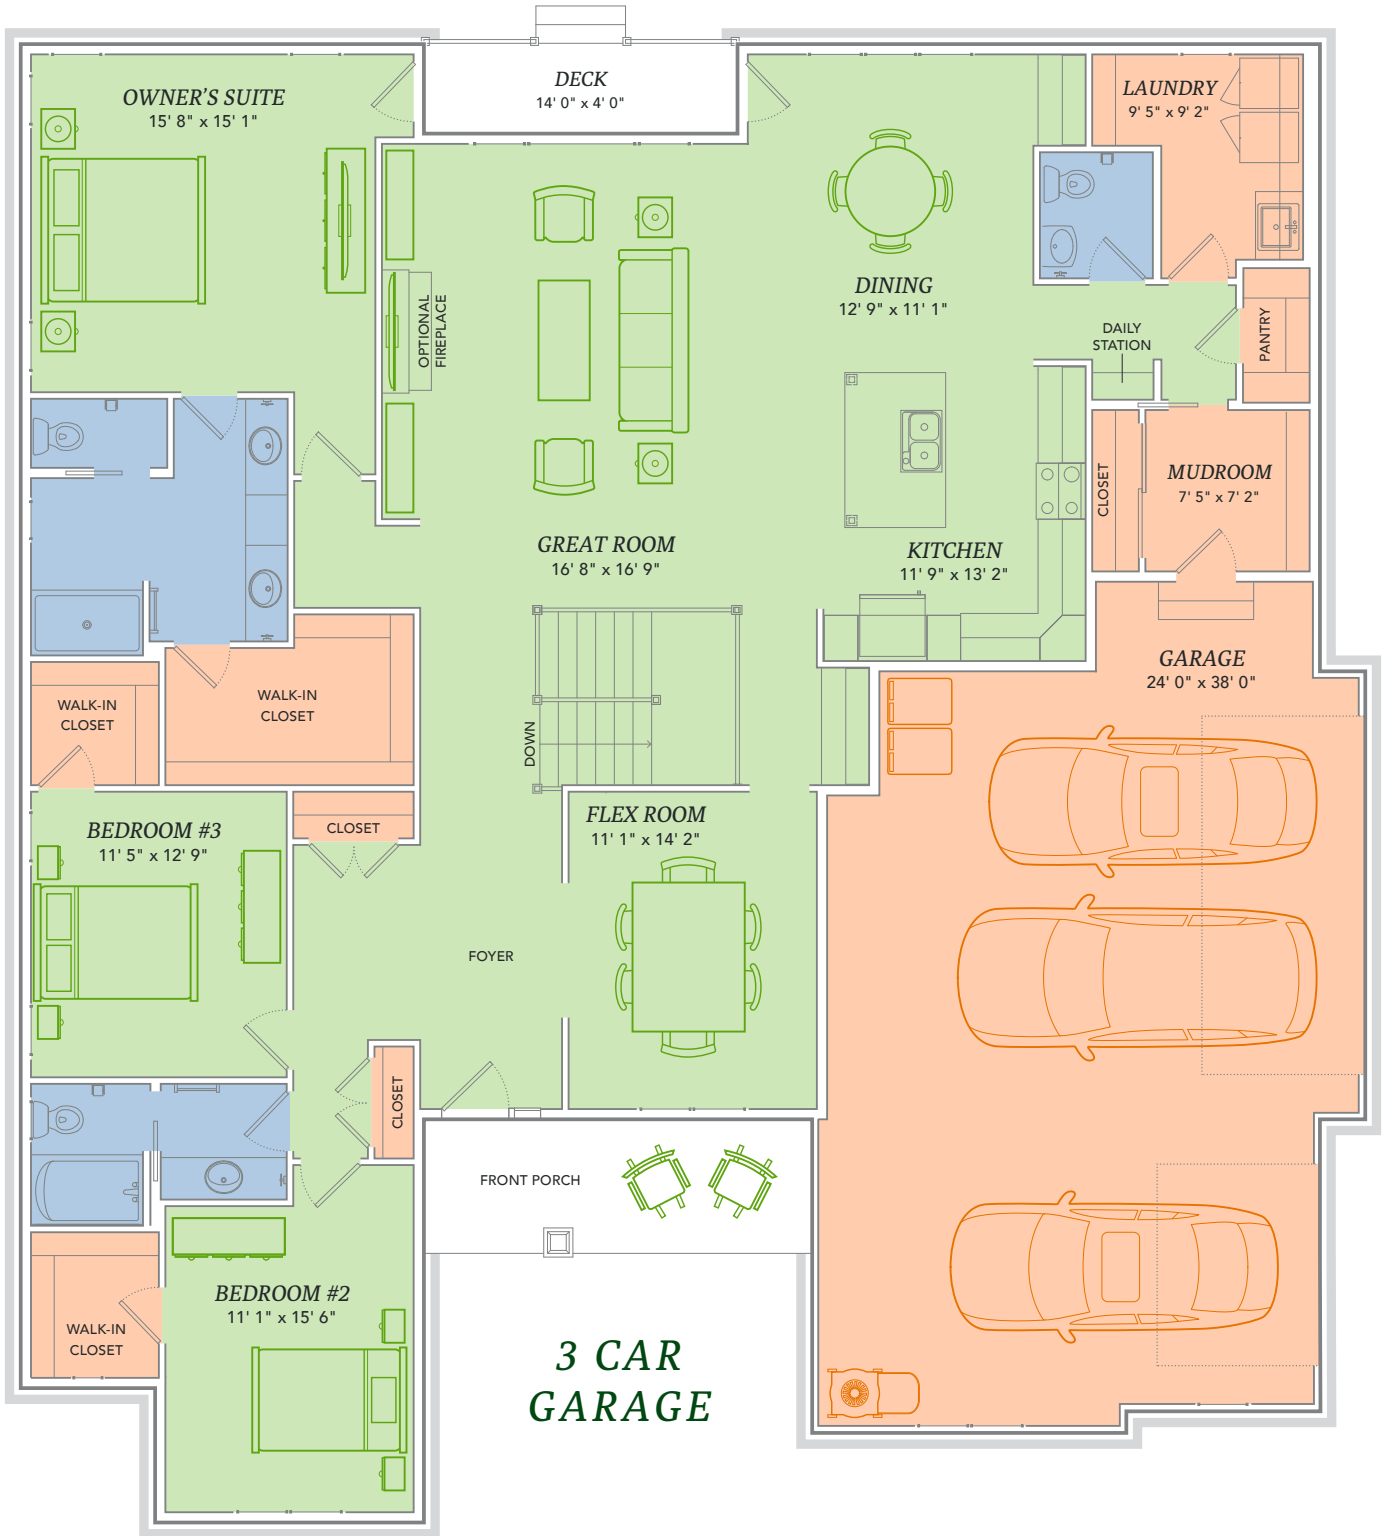 DECK
14' 0" x 4' 0"
OWNER'S SUITE
15' 8" x 15' 1"
LAUNDRY
9' 5" x 9' 2"
DINING
12' 9" x 11' 1"
OPTIONAL
FIREPLACE
DAILY
STATION
PANTRY
CLOSET
MUDROOM
7' 5" x 7' 2"
GREAT ROOM
16' 8" x 16' 9"
KITCHEN
11' 9" x 13' 2"
GARAGE
24' 0" x 38' 0"
WALK-IN
CLOSET
WALK-IN
CLOSET
DOWN
BEDROOM #3
11' 5" x 12' 9"
CLOSET
FLEX ROOM
11' 1" x 14' 2"
FOYER
CLOSET
FRONT PORCH
BEDROOM #2
11' 1" x 15' 6"
WALK-IN
CLOSET
3 CAR
GARAGE